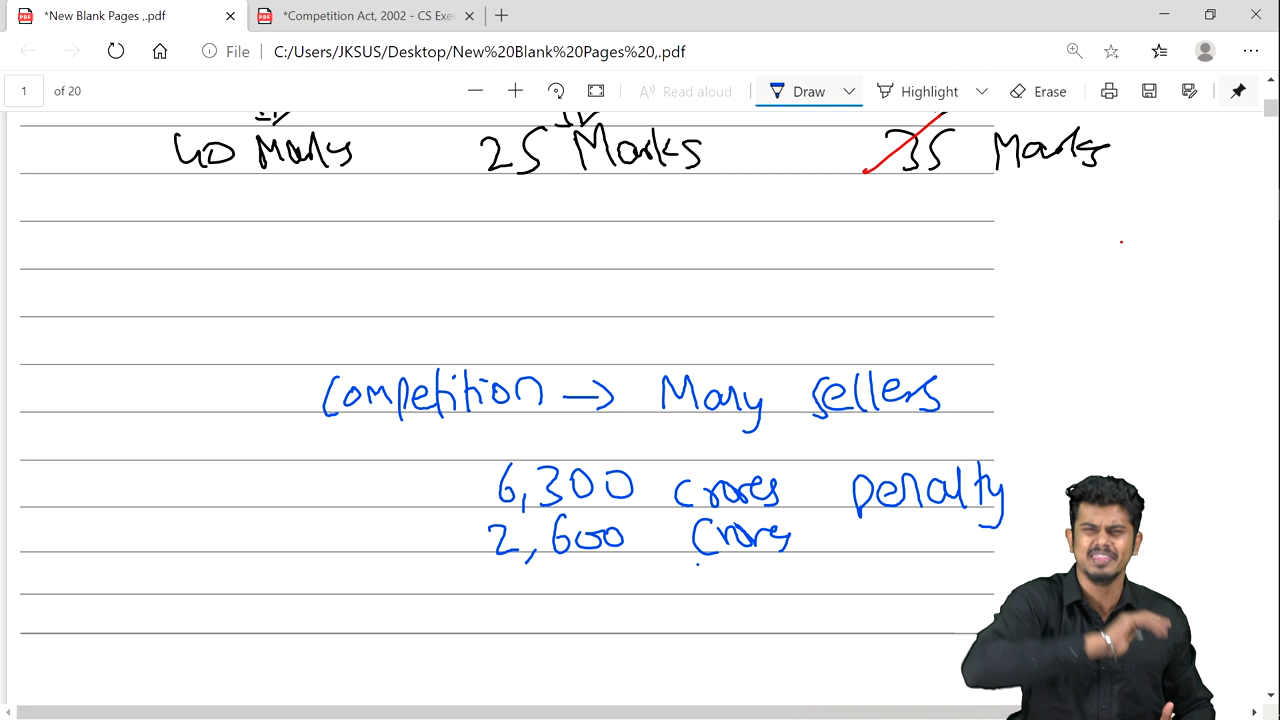 *New Blank Pages ,.pdf
*Competition Act, 2002 - CS Exec
File C:/Users/JKSUS/Desktop/New%20Blank%20Pages%20,.pdf
1 of 20 Read aloud Draw Highlight Erase
40 Marks 25 Marks 35 Marks
Competition → Many sellers
6,300 crores penalty
2,600 Crores